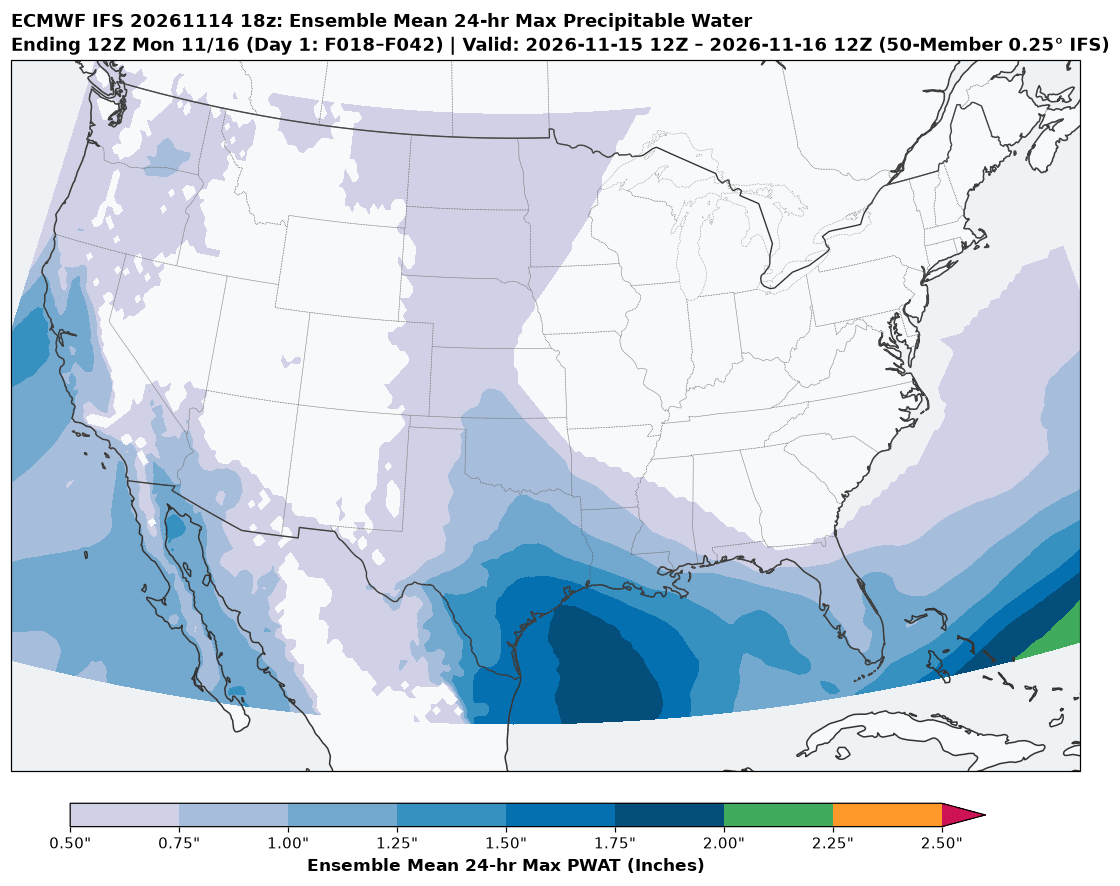 ECMWF IFS 20261114 18z: Ensemble Mean 24-hr Max Precipitable Water
Ending 12Z Mon 11/16 (Day 1: F018–F042) | Valid: 2026-11-15 12Z – 2026-11-16 12Z (50-Member 0.25° IFS)
0.50" 0.75" 1.00" 1.25" 1.50" 1.75" 2.00" 2.25" 2.50"
Ensemble Mean 24-hr Max PWAT (Inches)